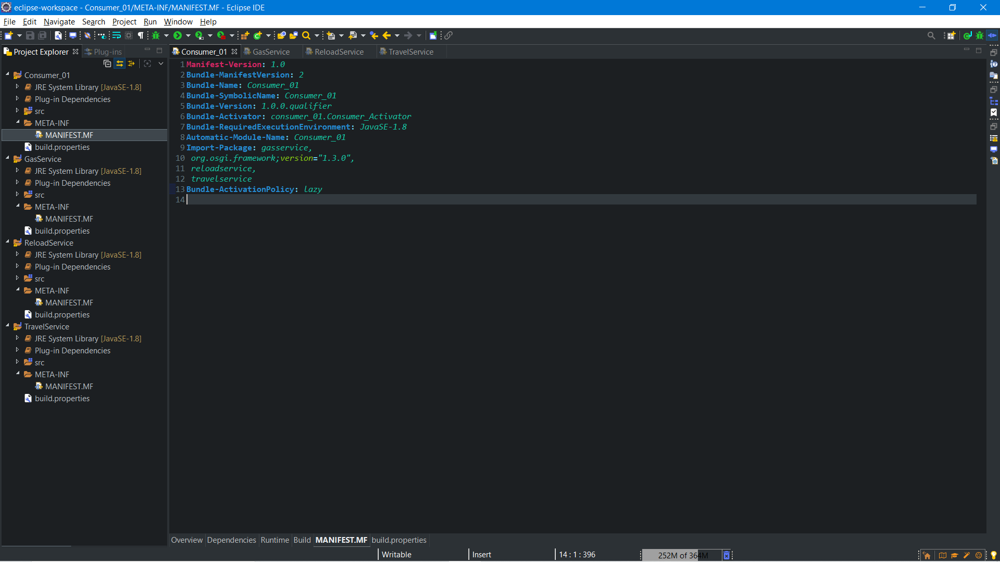 eclipse-workspace - Consumer_01/META-INF/MANIFEST.MF - Eclipse IDE
File Edit Navigate Search Project Run Window Help
Project Explorer Plug-ins
Consumer_01
JRE System Library [JavaSE-1.8]
Plug-in Dependencies
src
META-INF
MANIFEST.MF
build.properties
GasService
JRE System Library [JavaSE-1.8]
Plug-in Dependencies
src
META-INF
MANIFEST.MF
build.properties
ReloadService
JRE System Library [JavaSE-1.8]
Plug-in Dependencies
src
META-INF
MANIFEST.MF
build.properties
TravelService
JRE System Library [JavaSE-1.8]
Plug-in Dependencies
src
META-INF
MANIFEST.MF
build.properties
Consumer_01 GasService ReloadService TravelService
1 Manifest-Version: 1.0
2 Bundle-ManifestVersion: 2
3 Bundle-Name: Consumer_01
4 Bundle-SymbolicName: Consumer_01
5 Bundle-Version: 1.0.0.qualifier
6 Bundle-Activator: consumer_01.Consumer_Activator
7 Bundle-RequiredExecutionEnvironment: JavaSE-1.8
8 Automatic-Module-Name: Consumer_01
9 Import-Package: gasservice,
10 org.osgi.framework;version="1.3.0",
11 reloadservice,
12 travelservice
13 Bundle-ActivationPolicy: lazy
14
Overview Dependencies Runtime Build MANIFEST.MF build.properties
Writable Insert 14 : 1 : 396 252M of 364M